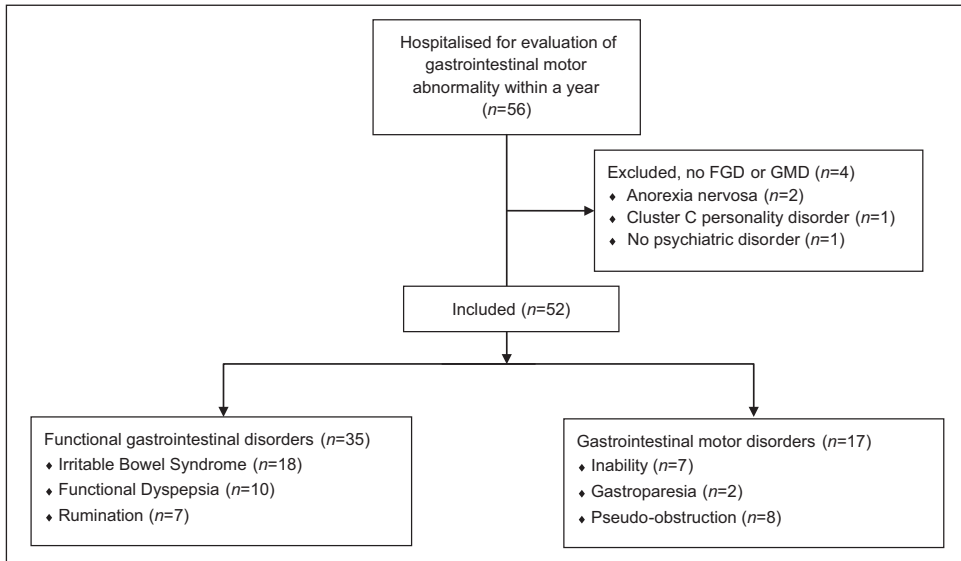 Hospitalised for evaluation of
gastrointestinal motor
abnormality within a year
(n=56)
Excluded, no FGD or GMD (n=4)
♦ Anorexia nervosa (n=2)
♦ Cluster C personality disorder (n=1)
♦ No psychiatric disorder (n=1)
Included (n=52)
Functional gastrointestinal disorders (n=35)
♦ Irritable Bowel Syndrome (n=18)
♦ Functional Dyspepsia (n=10)
♦ Rumination (n=7)
Gastrointestinal motor disorders (n=17)
♦ Inability (n=7)
♦ Gastroparesia (n=2)
♦ Pseudo-obstruction (n=8)